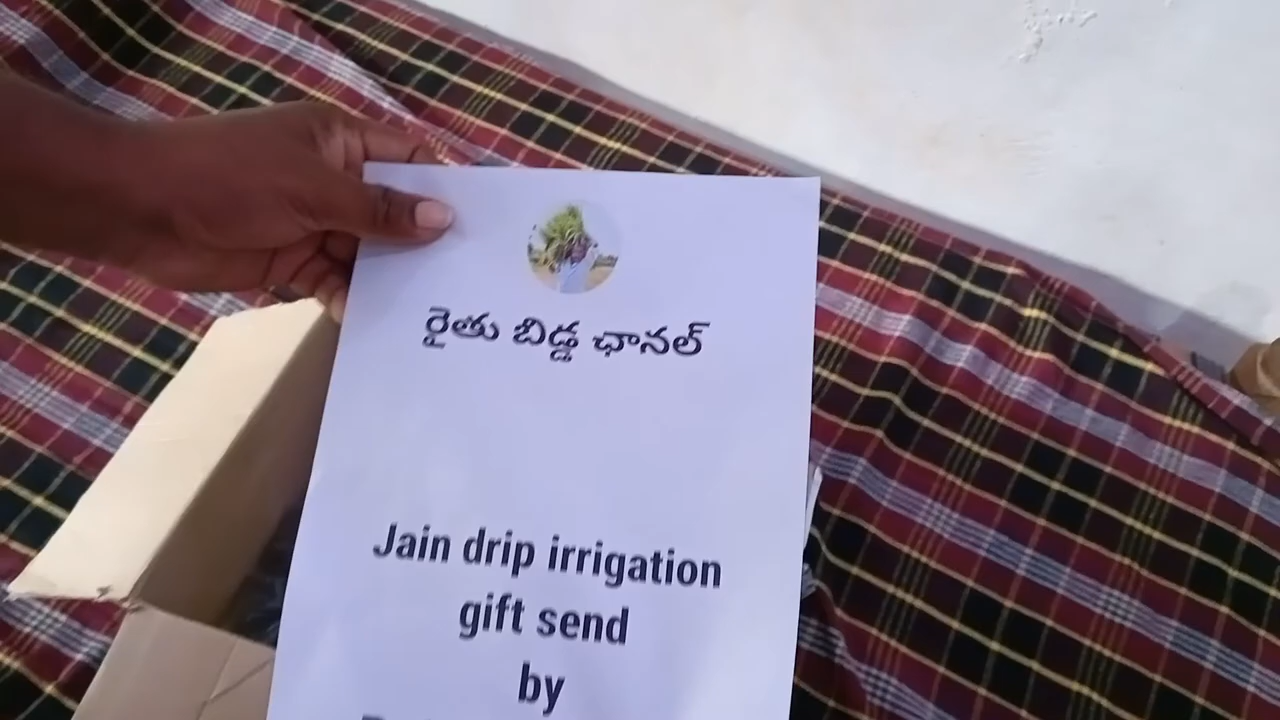 రైతు బిడ్డ ఛానల్
Jain drip irrigation
gift send
by